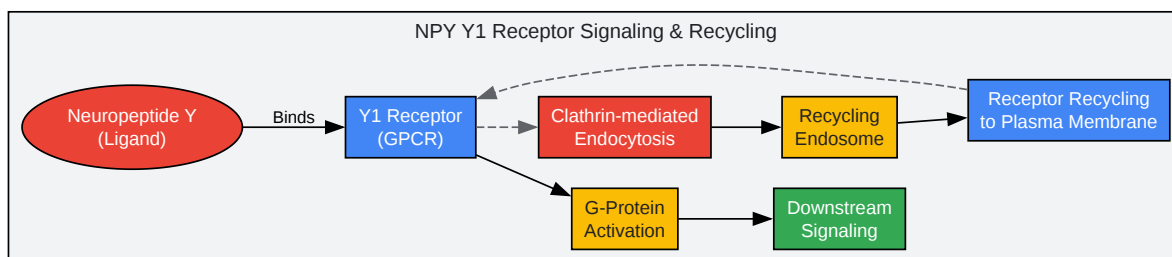 NPY Y1 Receptor Signaling & Recycling
Neuropeptide Y
(Ligand)
Binds
Y1 Receptor
(GPCR)
Clathrin-mediated
Endocytosis
Recycling
Endosome
Receptor Recycling
to Plasma Membrane
G-Protein
Activation
Downstream
Signaling